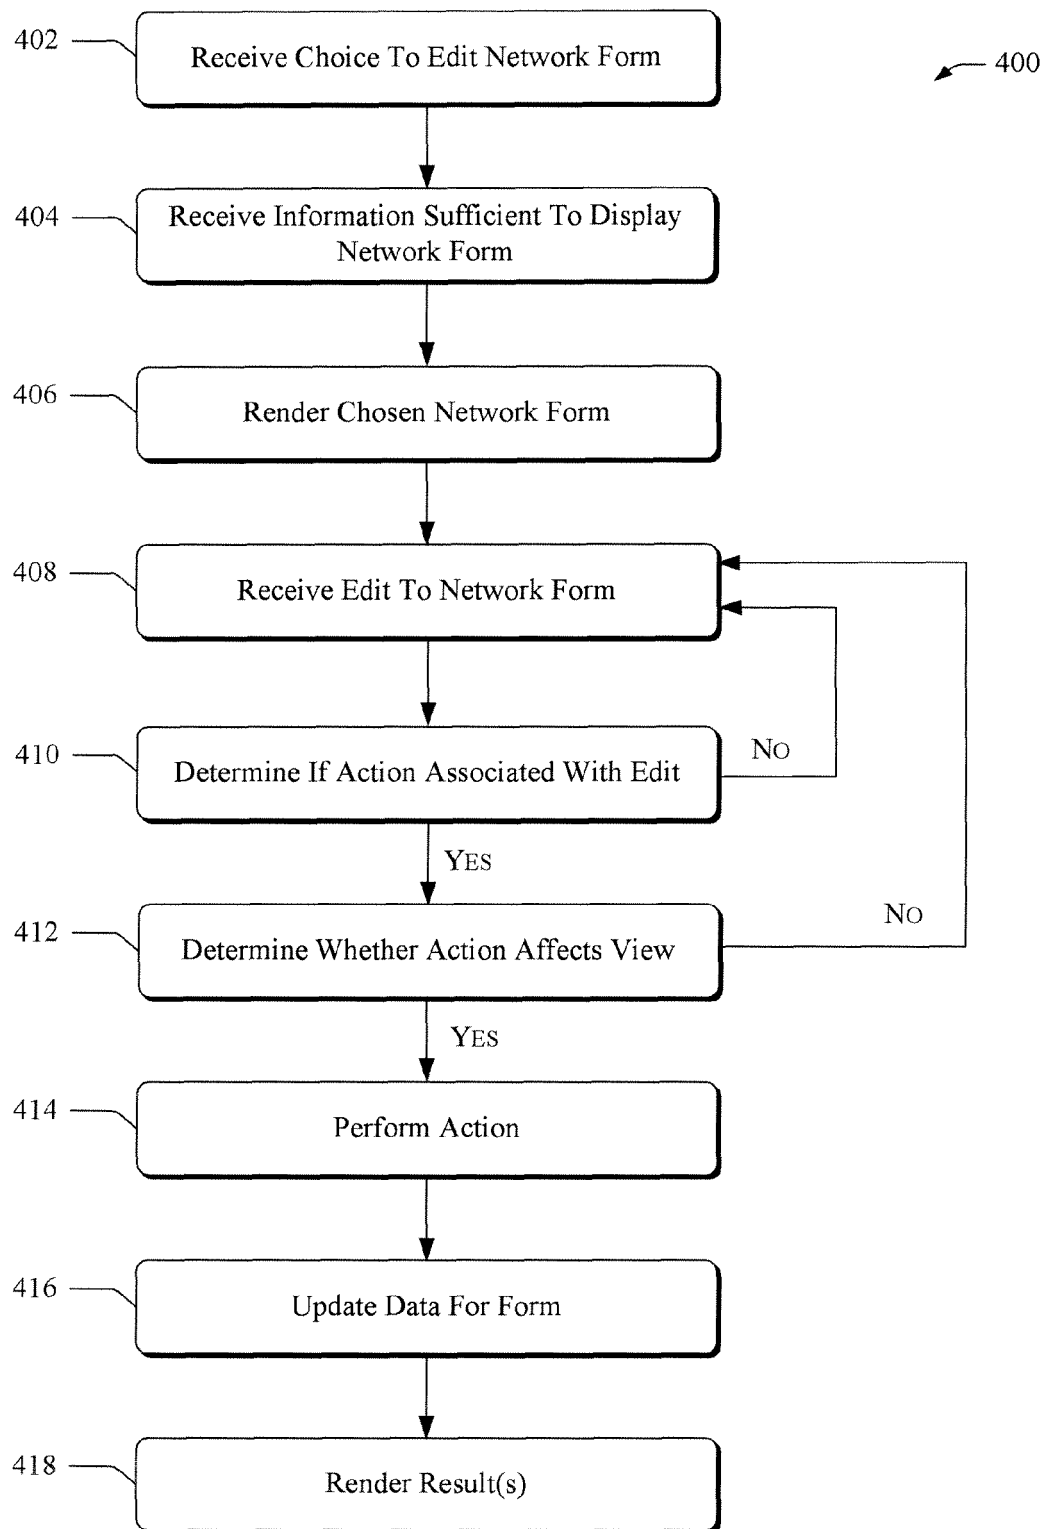 402
Receive Choice To Edit Network Form
400
404
Receive Information Sufficient To Display
Network Form
406
Render Chosen Network Form
408
Receive Edit To Network Form
410
Determine If Action Associated With Edit
NO
YES
412
Determine Whether Action Affects View
NO
YES
414
Perform Action
416
Update Data For Form
418
Render Result(s)